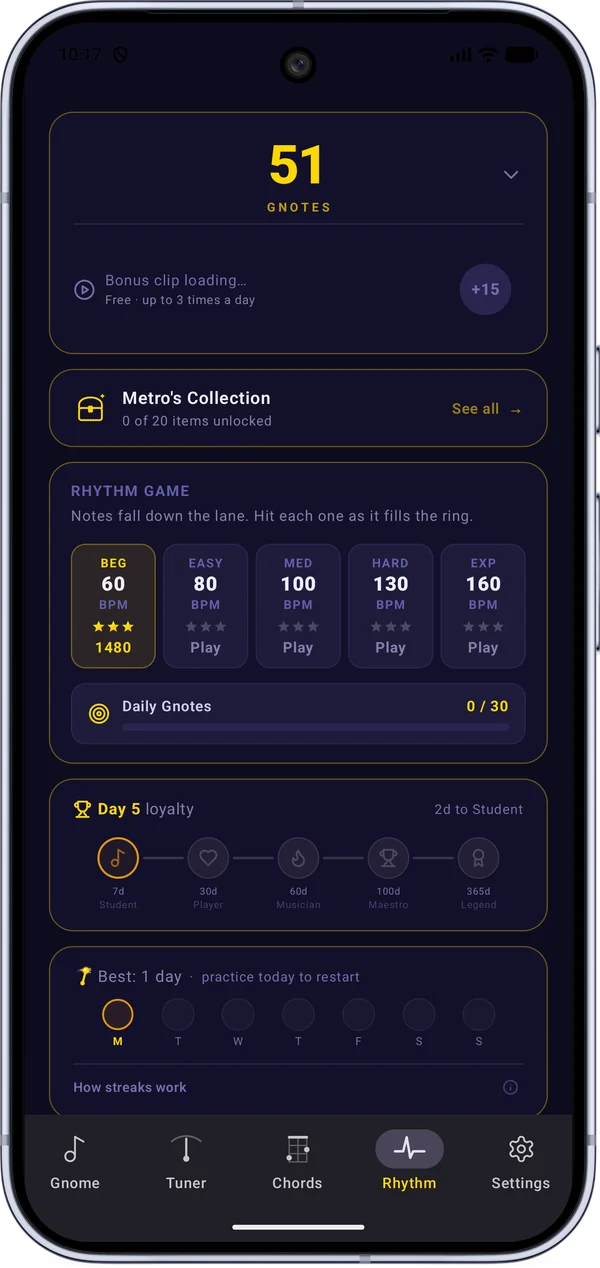 10:17
51
GNOTES
Bonus clip loading…
Free · up to 3 times a day
+15
Metro's Collection
0 of 20 items unlocked
See all →
RHYTHM GAME
Notes fall down the lane. Hit each one as it fills the ring.
BEG EASY MED HARD EXP
60 80 100 130 160
BPM BPM BPM BPM BPM
1480 Play Play Play Play
Daily Gnotes 0 / 30
Day 5 loyalty 2d to Student
7d 30d 60d 100d 365d
Student Player Musician Maestro Legend
Best: 1 day · practice today to restart
M T W T F S S
How streaks work
Gnome Tuner Chords Rhythm Settings